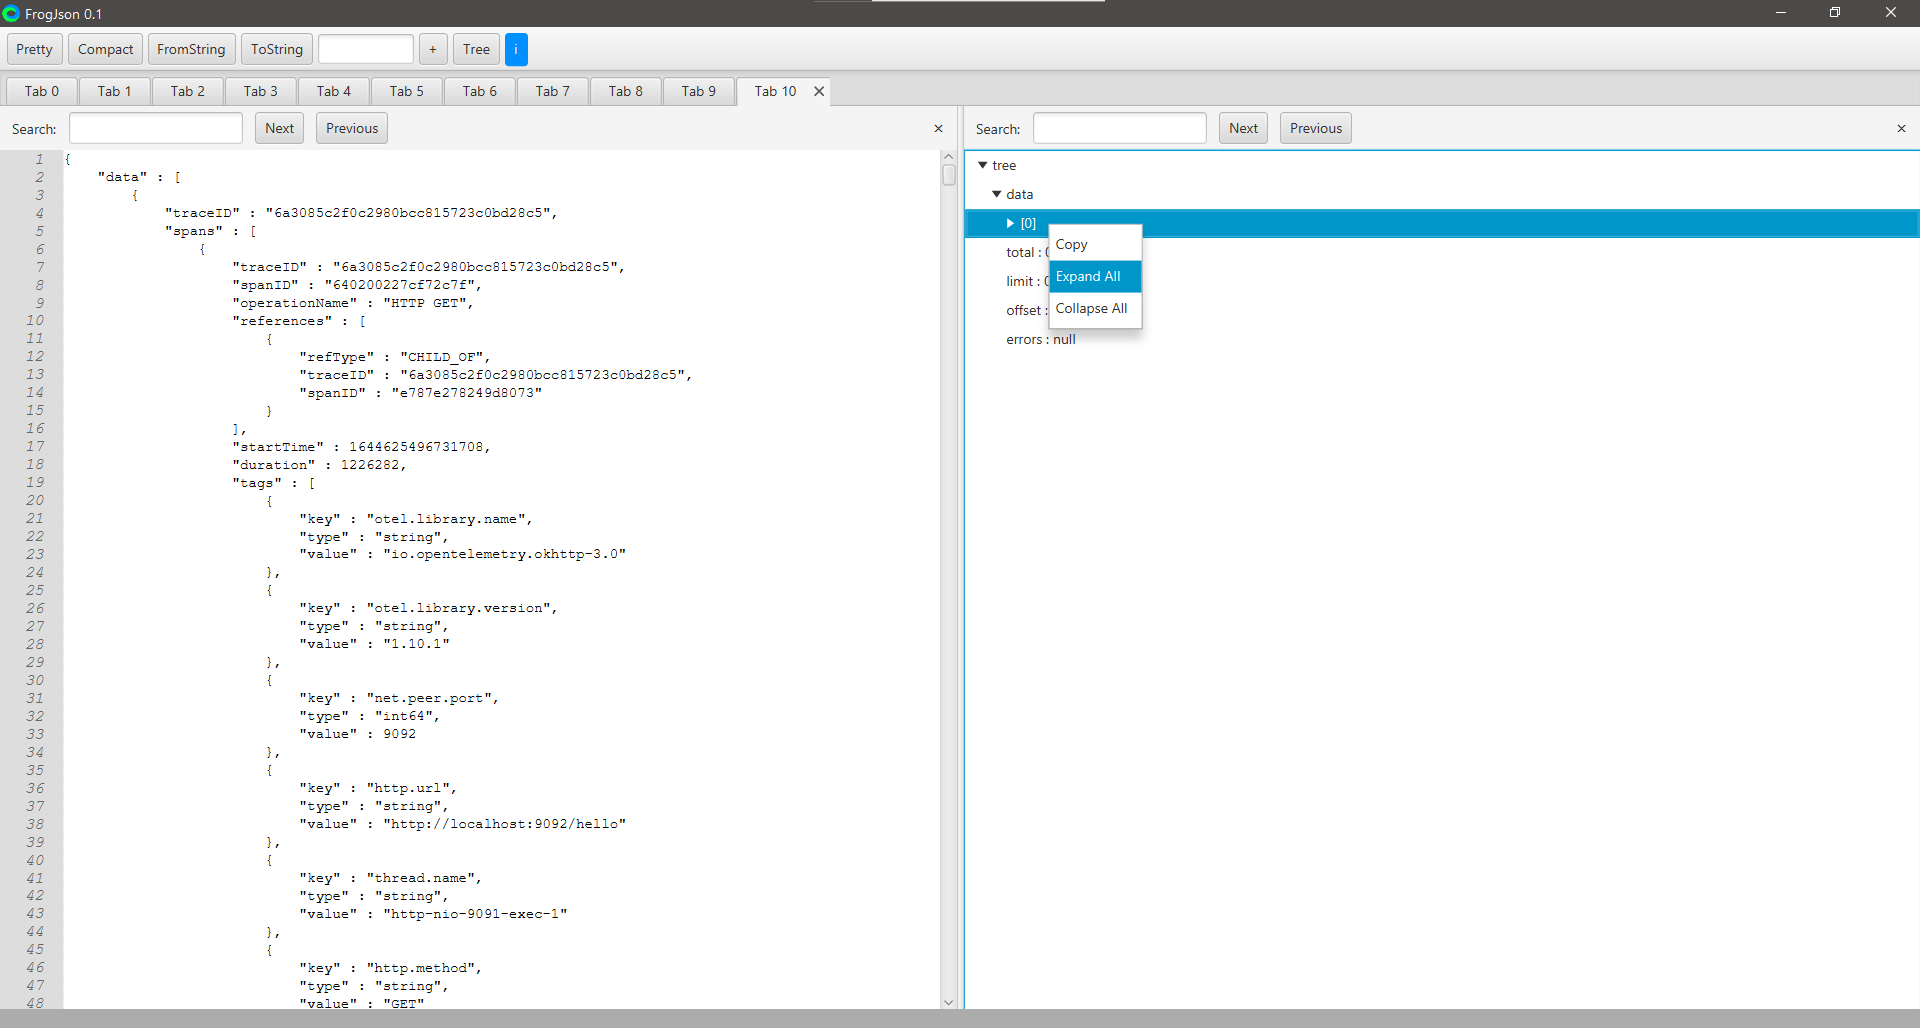 FrogJson 0.1
Pretty Compact FromString ToString + Tree i
Tab 0 Tab 1 Tab 2 Tab 3 Tab 4 Tab 5 Tab 6 Tab 7 Tab 8 Tab 9 Tab 10
Search: Next Previous
1 {
2 "data" : [
3 {
4 "traceID" : "6a3085c2f0c2980bcc815723c0bd28c5",
5 "spans" : [
6 {
7 "traceID" : "6a3085c2f0c2980bcc815723c0bd28c5",
8 "spanID" : "640200227cf72c7f",
9 "operationName" : "HTTP GET",
10 "references" : [
11 {
12 "refType" : "CHILD_OF",
13 "traceID" : "6a3085c2f0c2980bcc815723c0bd28c5",
14 "spanID" : "e787e278249d8073"
15 }
16 ],
17 "startTime" : 1644625496731708,
18 "duration" : 1226282,
19 "tags" : [
20 {
21 "key" : "otel.library.name",
22 "type" : "string",
23 "value" : "io.opentelemetry.okhttp-3.0"
24 },
25 {
26 "key" : "otel.library.version",
27 "type" : "string",
28 "value" : "1.10.1"
29 },
30 {
31 "key" : "net.peer.port",
32 "type" : "int64",
33 "value" : 9092
34 },
35 {
36 "key" : "http.url",
37 "type" : "string",
38 "value" : "http://localhost:9092/hello"
39 },
40 {
41 "key" : "thread.name",
42 "type" : "string",
43 "value" : "http-nio-9091-exec-1"
44 },
45 {
46 "key" : "http.method",
47 "type" : "string",
48 "value" : "GET"
Search: Next Previous
tree
data
[0]
total :
limit :
offset :
errors : null
Copy
Expand All
Collapse All